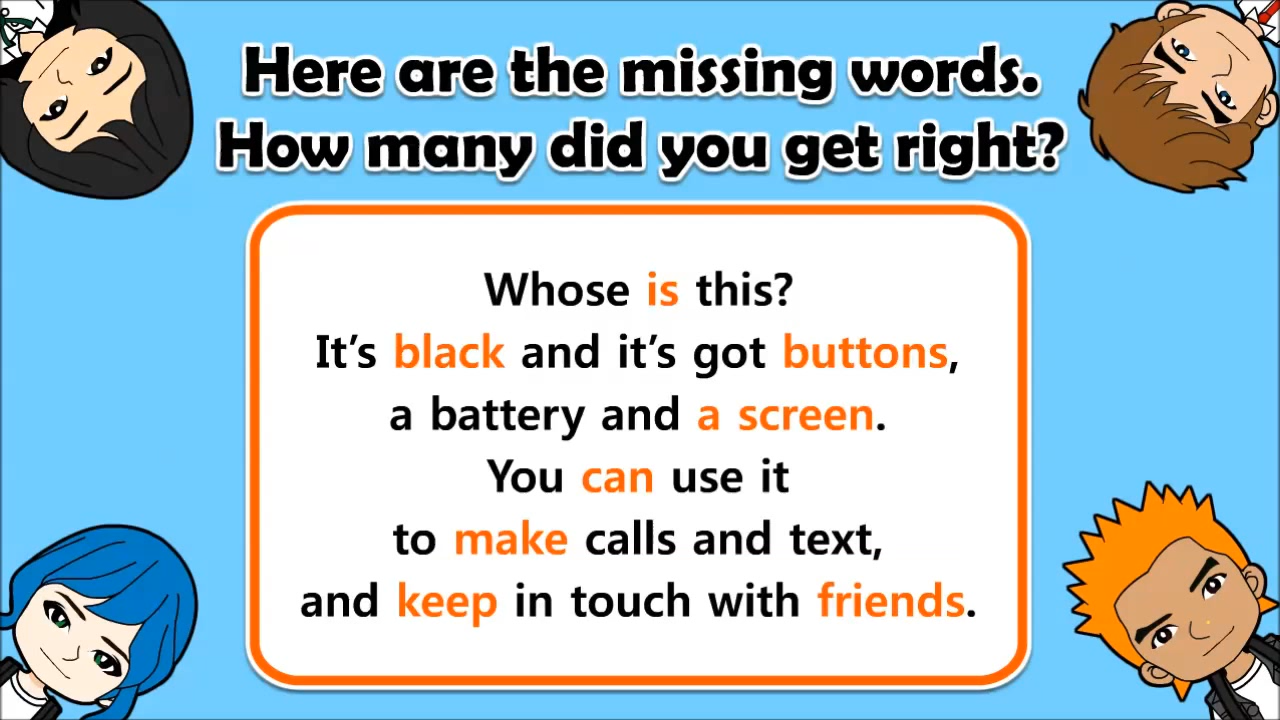 Here are the missing words.
How many did you get right?
Whose is this?
It’s black and it’s got buttons,
a battery and a screen.
You can use it
to make calls and text,
and keep in touch with friends.